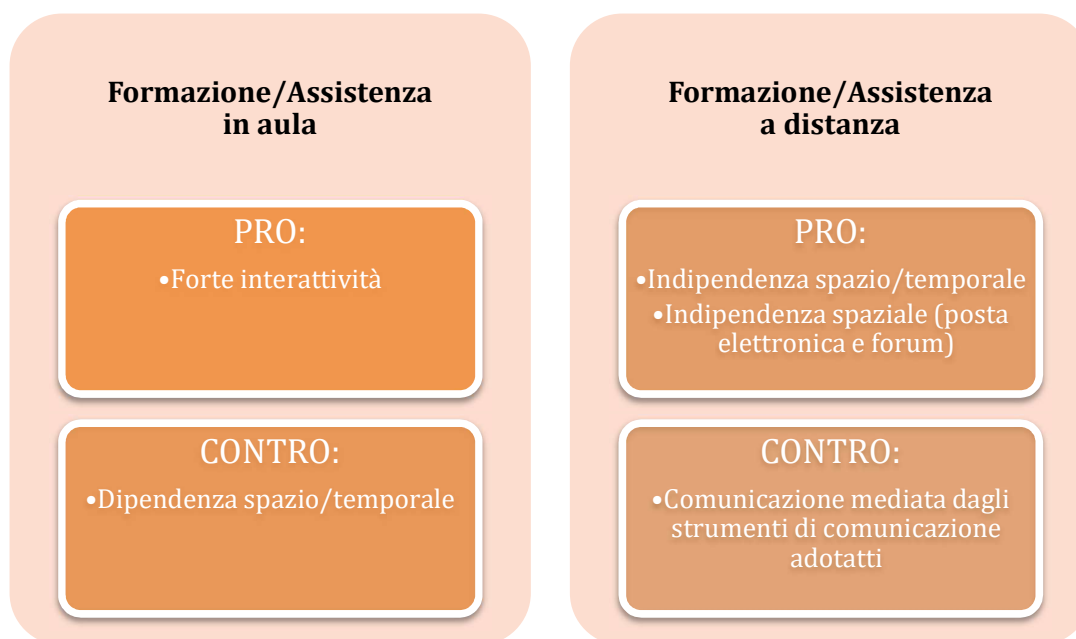 Formazione/Assistenza
in aula
PRO:
•Forte interattività
CONTRO:
•Dipendenza spazio/temporale
Formazione/Assistenza
a distanza
PRO:
•Indipendenza spazio/temporale
•Indipendenza spaziale (posta
elettronica e forum)
CONTRO:
•Comunicazione mediata dagli
strumenti di comunicazione
adotatti